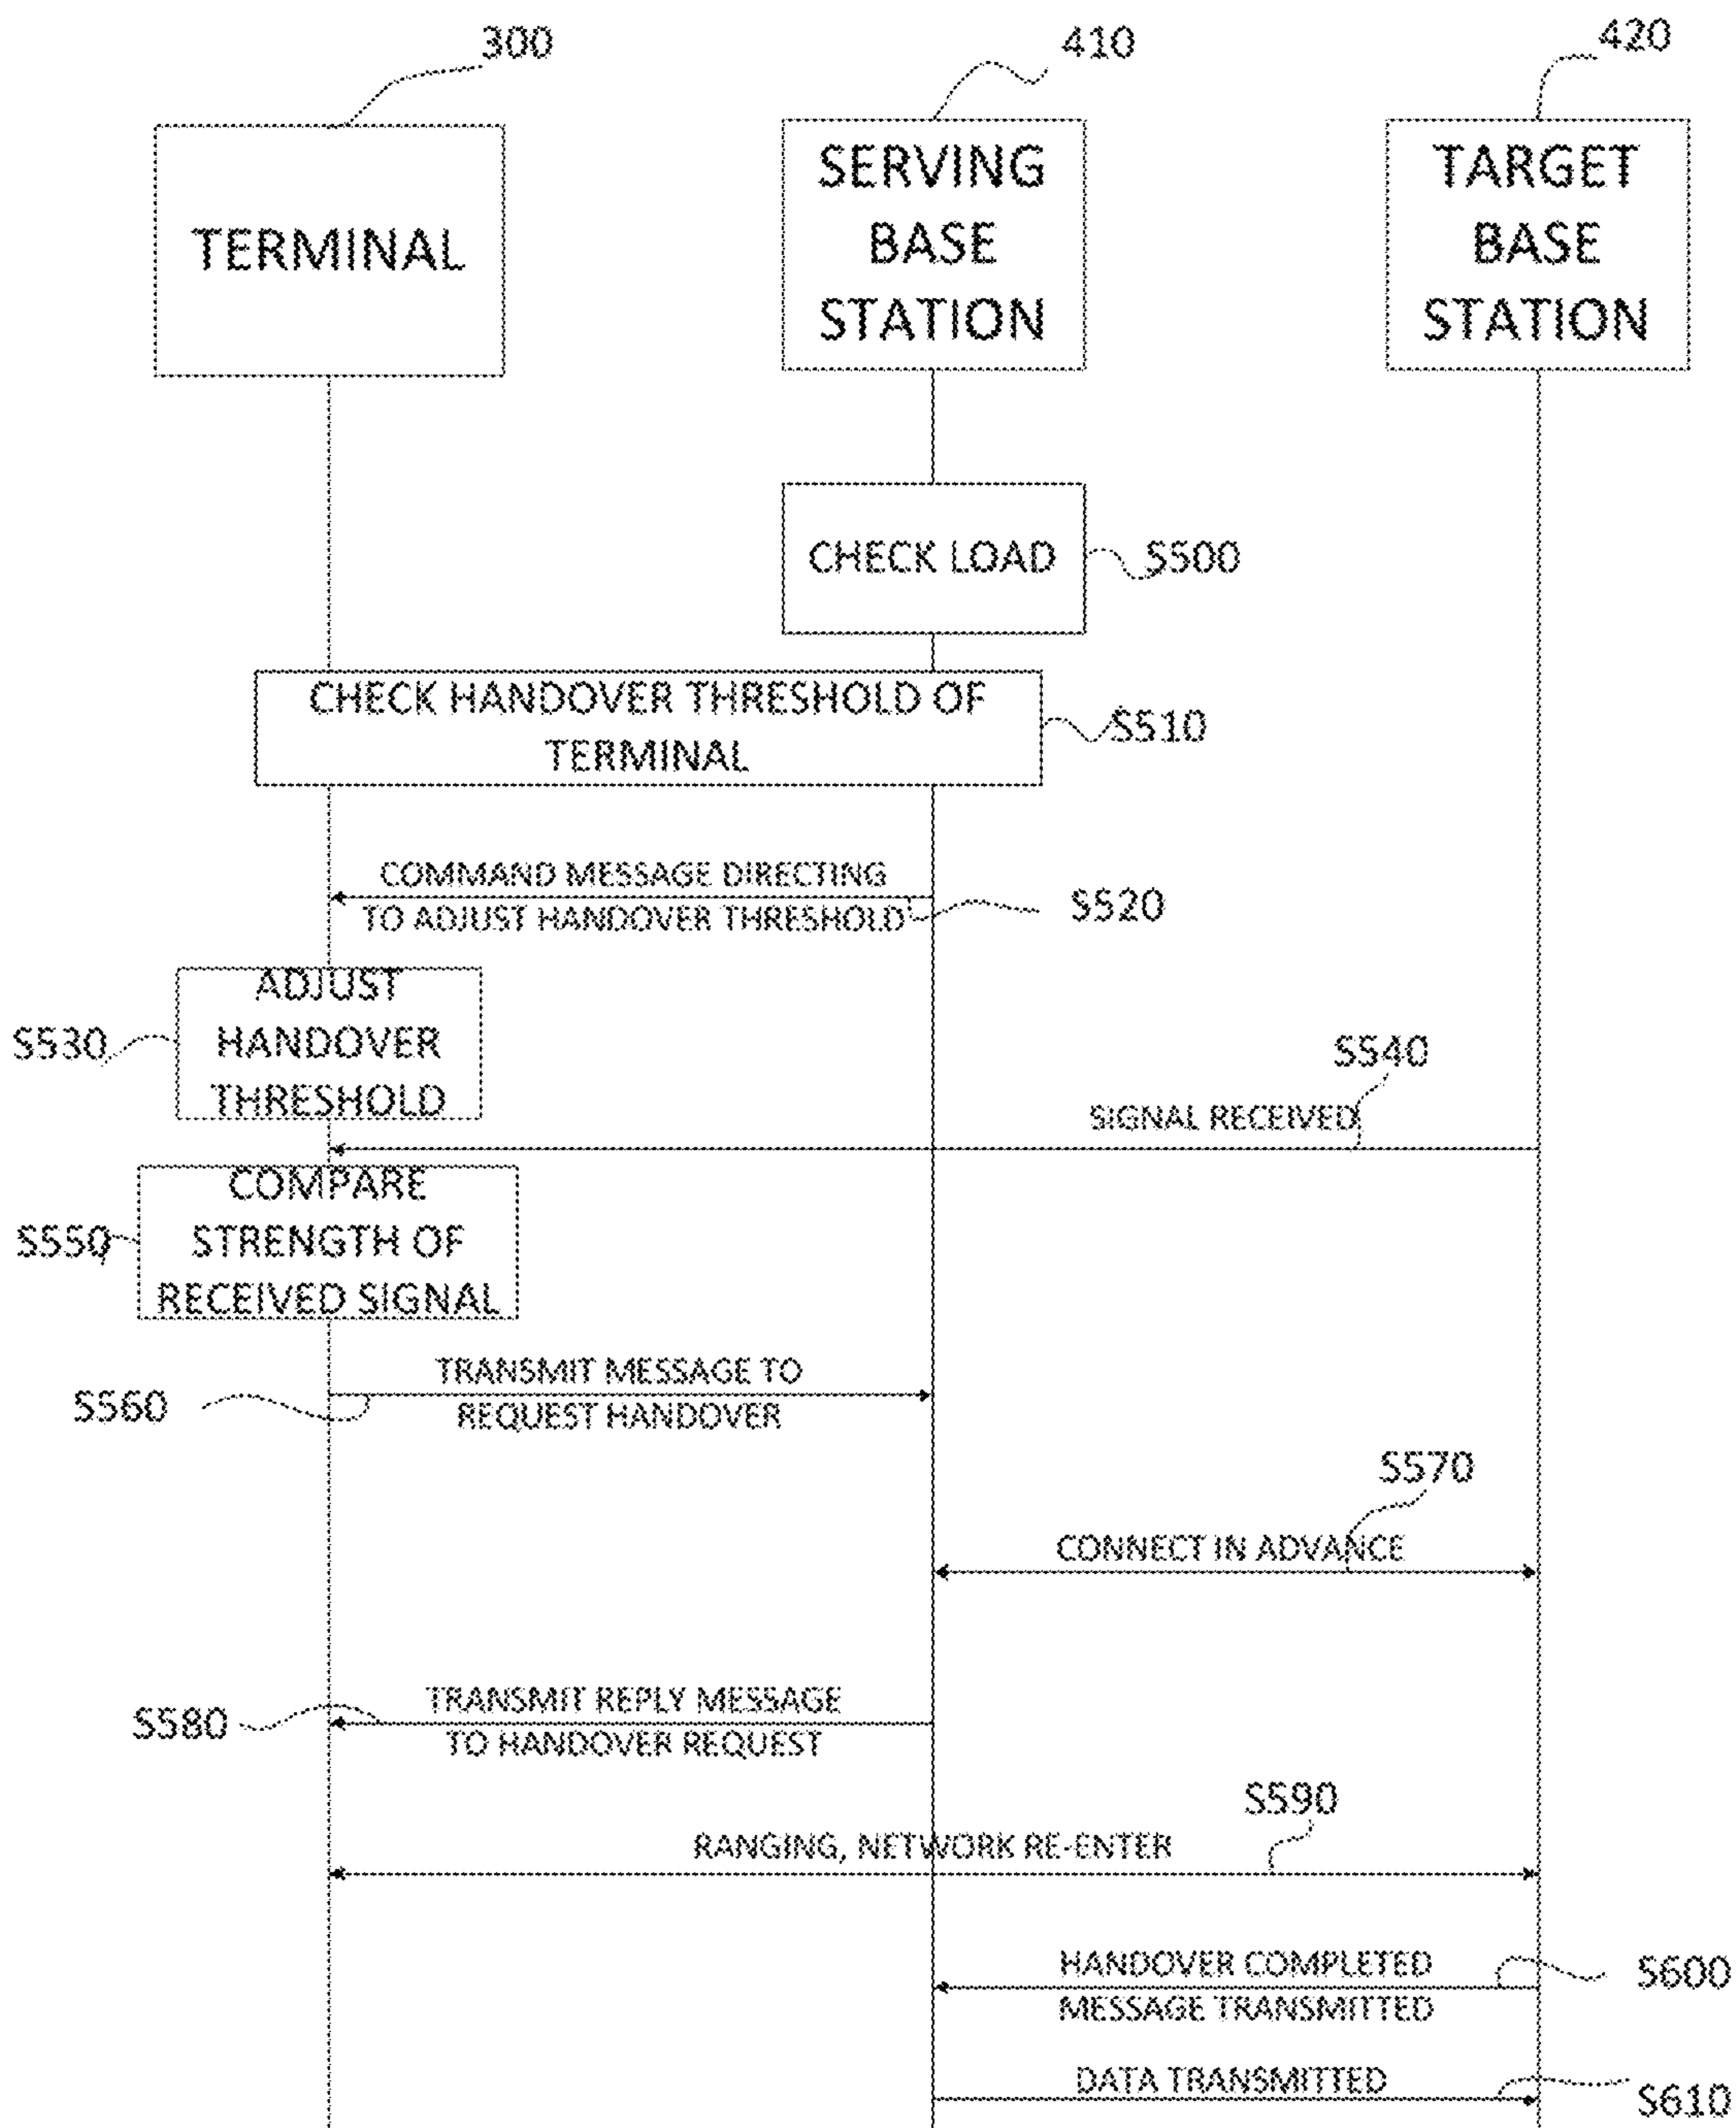 300
410
420
TERMINAL
SERVING
BASE
STATION
TARGET
BASE
STATION
CHECK LOAD
S500
CHECK HANDOVER THRESHOLD OF
TERMINAL
S510
COMMAND MESSAGE DIRECTING
TO ADJUST HANDOVER THRESHOLD
S520
ADJUST
HANDOVER
THRESHOLD
S530
S540
SIGNAL RECEIVED
COMPARE
STRENGTH OF
RECEIVED SIGNAL
S550
TRANSMIT MESSAGE TO
REQUEST HANDOVER
S560
S570
CONNECT IN ADVANCE
TRANSMIT REPLY MESSAGE
TO HANDOVER REQUEST
S580
S590
RANGING, NETWORK RE-ENTER
HANDOVER COMPLETED
MESSAGE TRANSMITTED
S600
DATA TRANSMITTED
S610